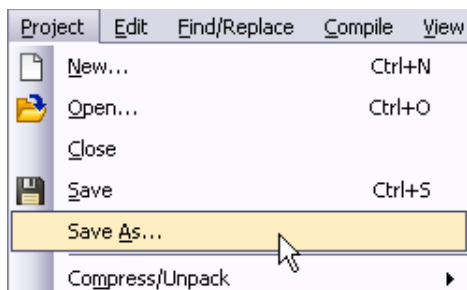 Project Edit Find/Replace Compile View
New... Ctrl+N
Open... Ctrl+O
Close
Save Ctrl+S
Save As...
Compress/Unpack